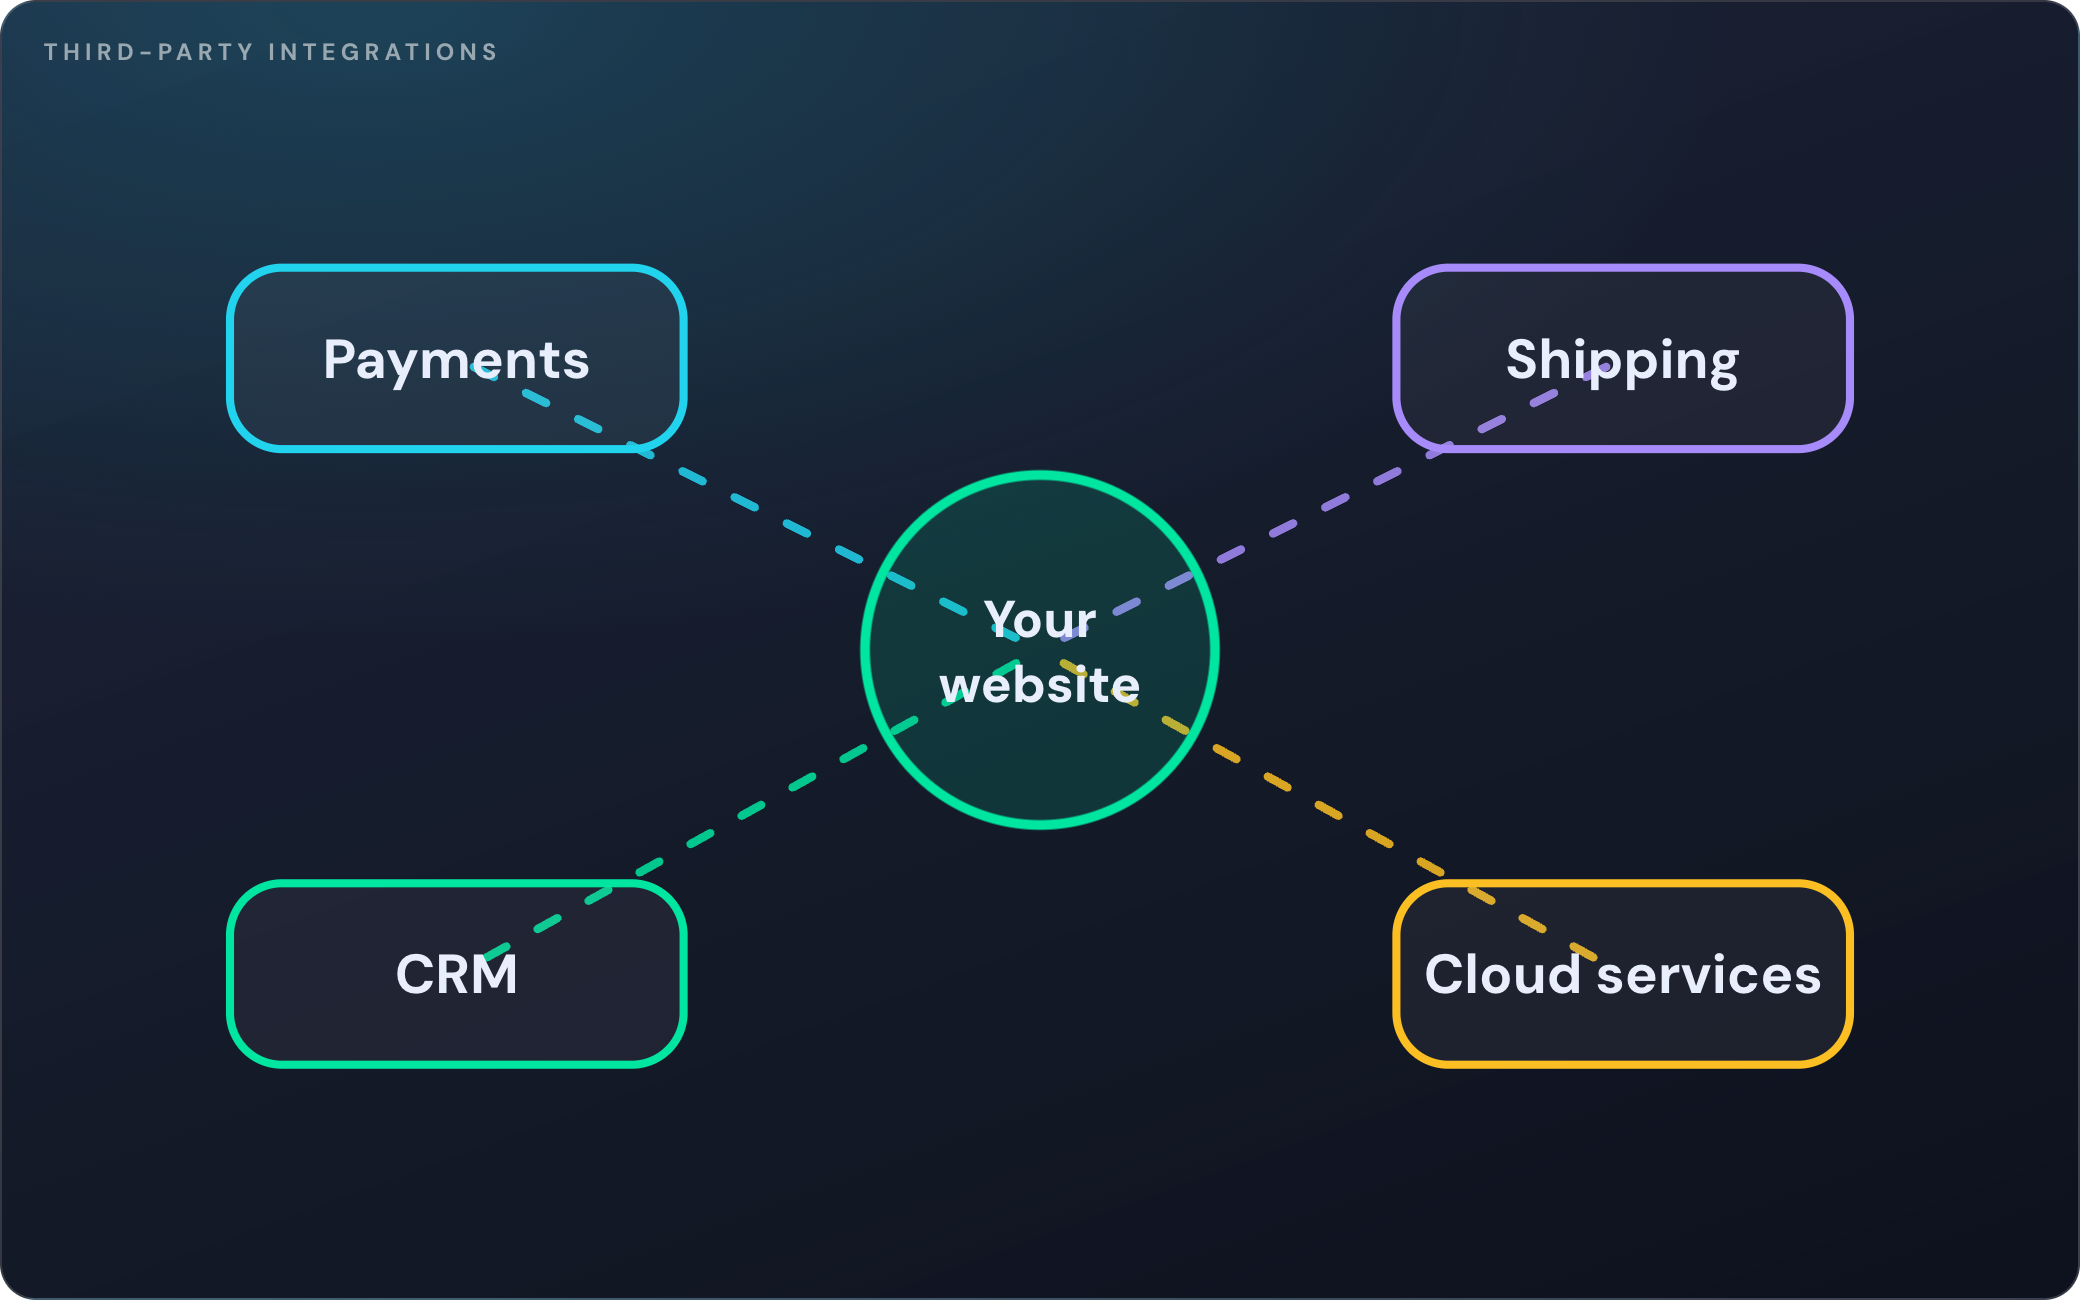 THIRD-PARTY INTEGRATIONS
Payments
Shipping
Your
website
CRM
Cloud services